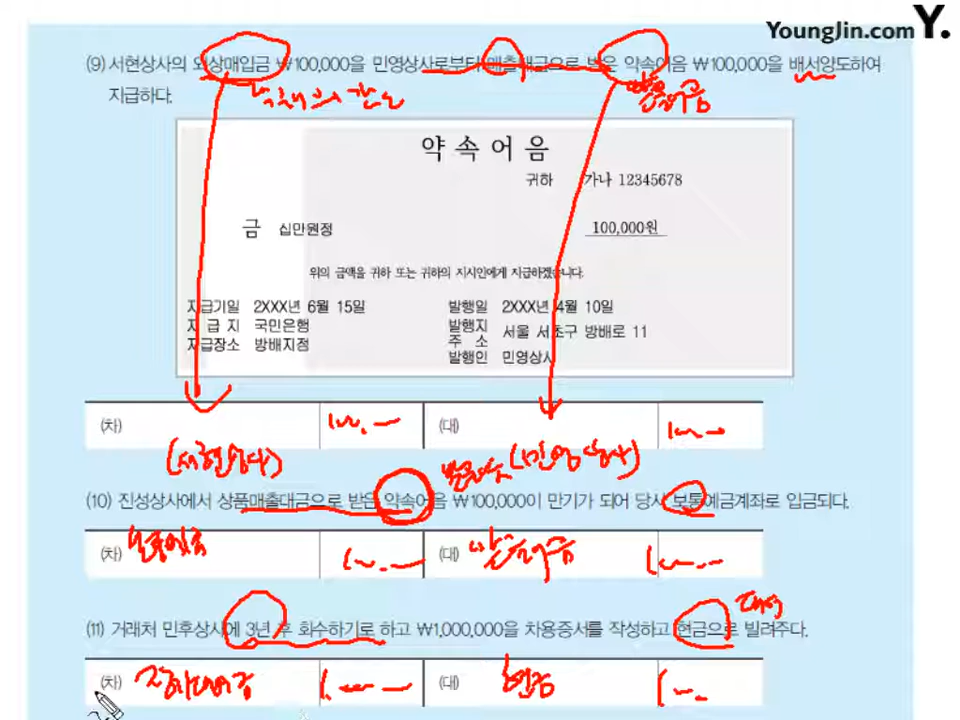 Younglin.com Y.
(9) 서현상사의 외상매입금 ₩100,000을 민영상사로부터 매출대금으로 받은 약속어음 ₩100,000을 배서양도하여
지급하다.
받을어음
약 속 어 음
귀하 가나 12345678
금 십만원정 100,000원
위의 금액을 귀하 또는 귀하의 지시인에게 지급하겠습니다.
지급기일 2XXX년 6월 15일 발행일 2XXX년 4월 10일
지 급 지 국민은행 발행지
주 소 서울 서초구 방배로 11
지급장소 방배지점 발행인 민영상사
(차) (대)
(서현상사) (민영상사)
(10) 진성상사에서 상품매출대금으로 받은 약속어음 ₩100,000이 만기가 되어 당사 보통예금계좌로 입금되다.
(차) 보통예금 (대) 받을어음
(11) 거래처 민후상사에 3년 후 회수하기로 하고 ₩1,000,000을 차용증서를 작성하고 현금으로 빌려주다.
(차) 장기대여금 (대) 현금